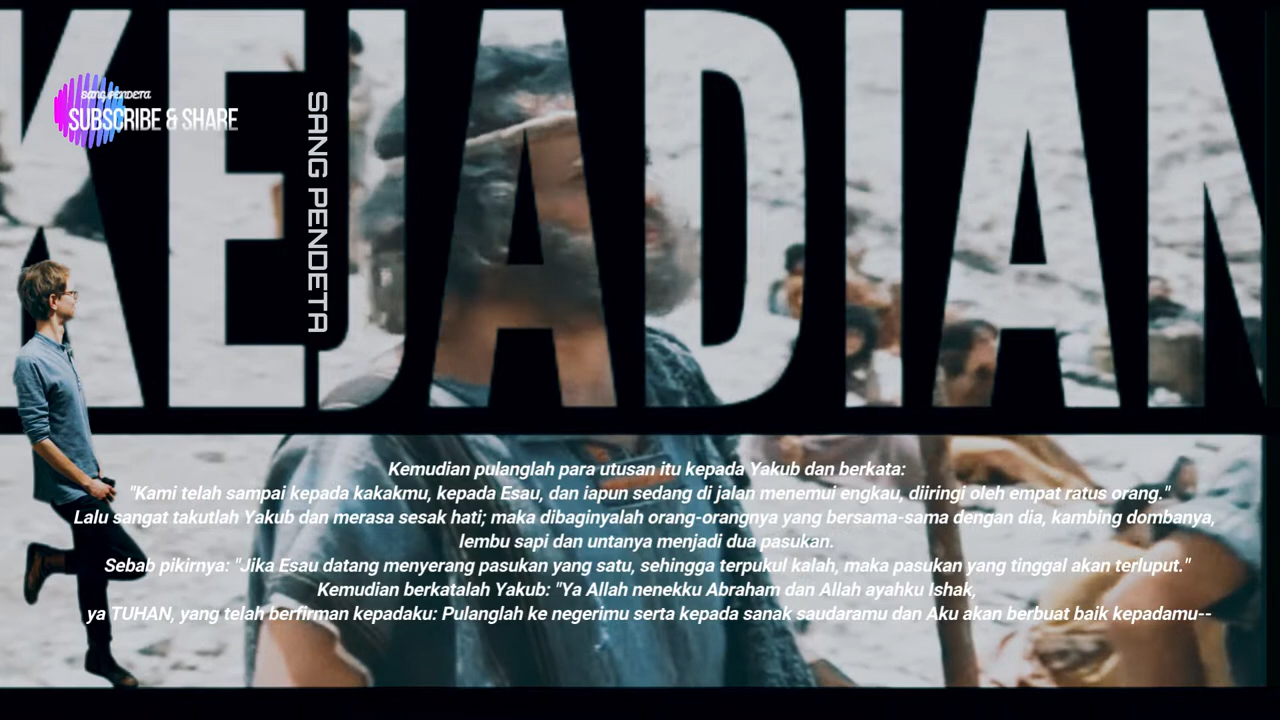 KEJADIAN
sang pendeta
SUBSCRIBE & SHARE
SANG PENDETA
Kemudian pulanglah para utusan itu kepada Yakub dan berkata:
"Kami telah sampai kepada kakakmu, kepada Esau, dan iapun sedang di jalan menemui engkau, diiringi oleh empat ratus orang."
Lalu sangat takutlah Yakub dan merasa sesak hati; maka dibaginyalah orang-orangnya yang bersama-sama dengan dia, kambing dombanya,
lembu sapi dan untanya menjadi dua pasukan.
Sebab pikirnya: "Jika Esau datang menyerang pasukan yang satu, sehingga terpukul kalah, maka pasukan yang tinggal akan terluput."
Kemudian berkatalah Yakub: "Ya Allah nenekku Abraham dan Allah ayahku Ishak,
ya TUHAN, yang telah berfirman kepadaku: Pulanglah ke negerimu serta kepada sanak saudaramu dan Aku akan berbuat baik kepadamu--